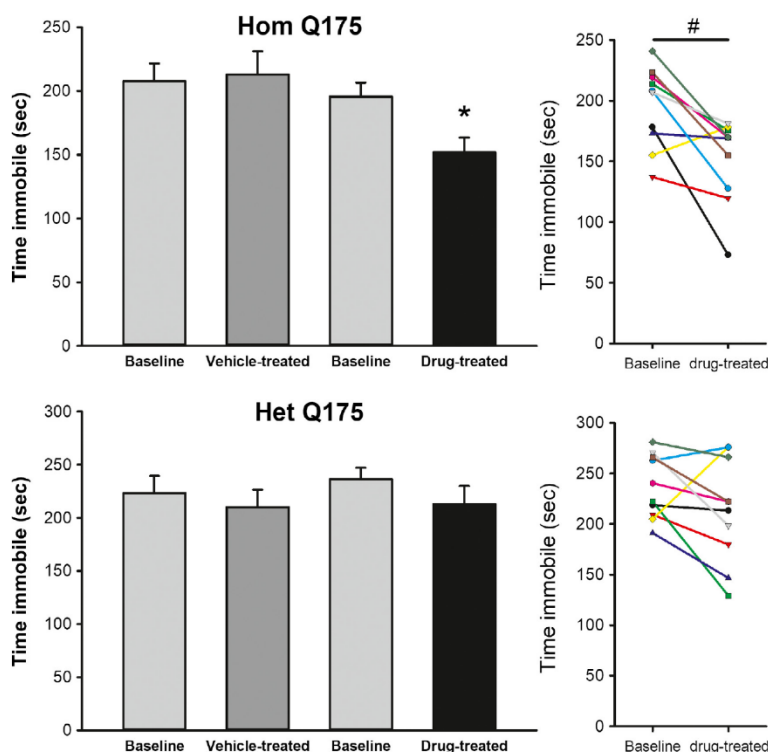 Hom Q175
Time immobile (sec)
250
200
150
100
50
0
Baseline Vehicle-treated Baseline Drug-treated
*
#
Time immobile (sec)
250
200
150
100
50
0
Baseline drug-treated
Het Q175
Time immobile (sec)
300
250
200
150
100
50
0
Baseline Vehicle-treated Baseline Drug-treated
Time immobile (sec)
300
250
200
150
100
50
0
Baseline drug-treated